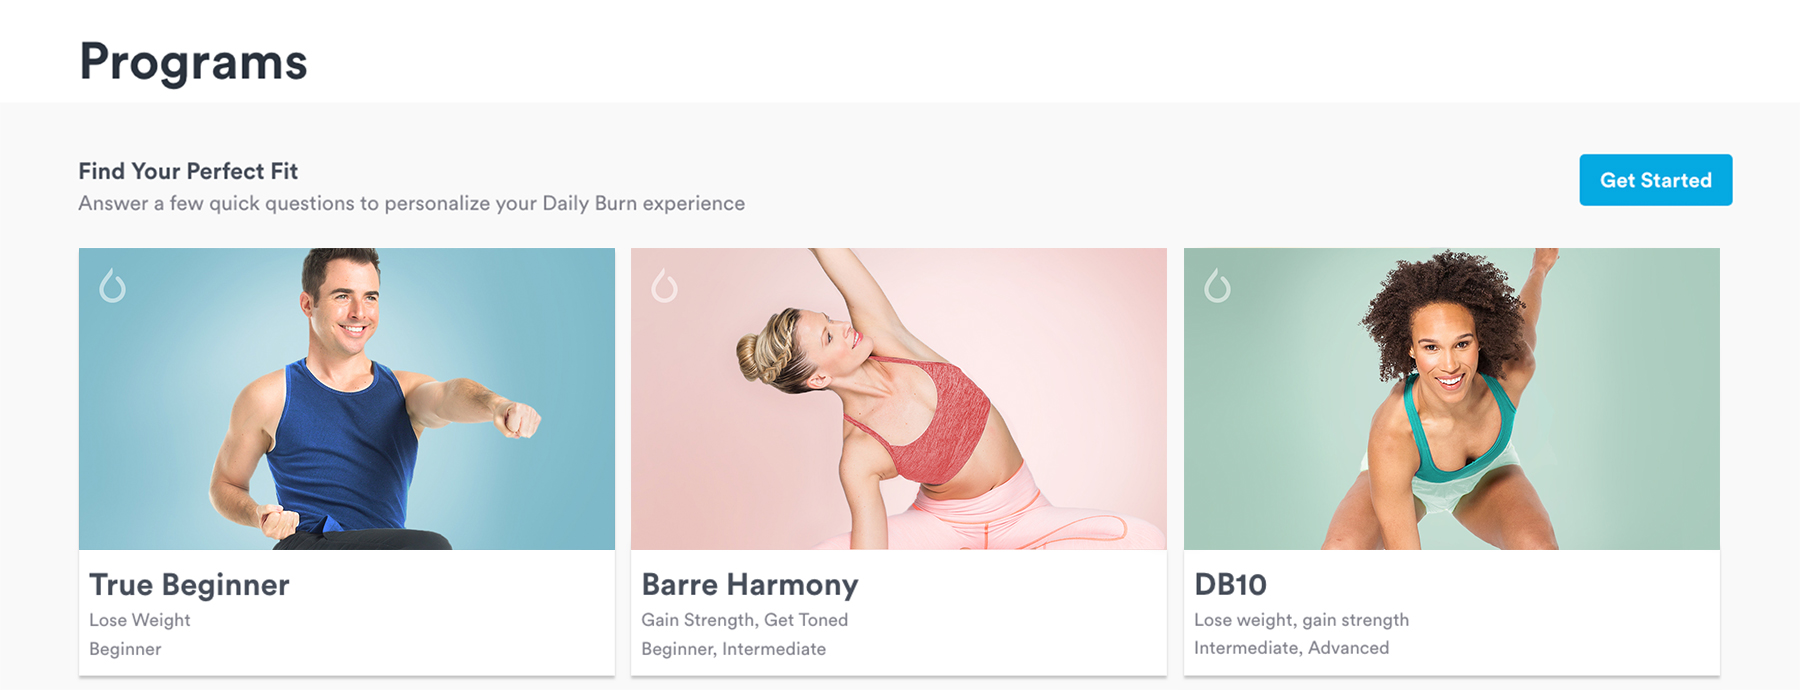 Programs
Find Your Perfect Fit
Get Started
Answer a few quick questions to personalize your Daily Burn experience
True Beginner
Lose Weight
Beginner
Barre Harmony
Gain Strength, Get Toned
Beginner, Intermediate
DB10
Lose weight, gain strength
Intermediate, Advanced